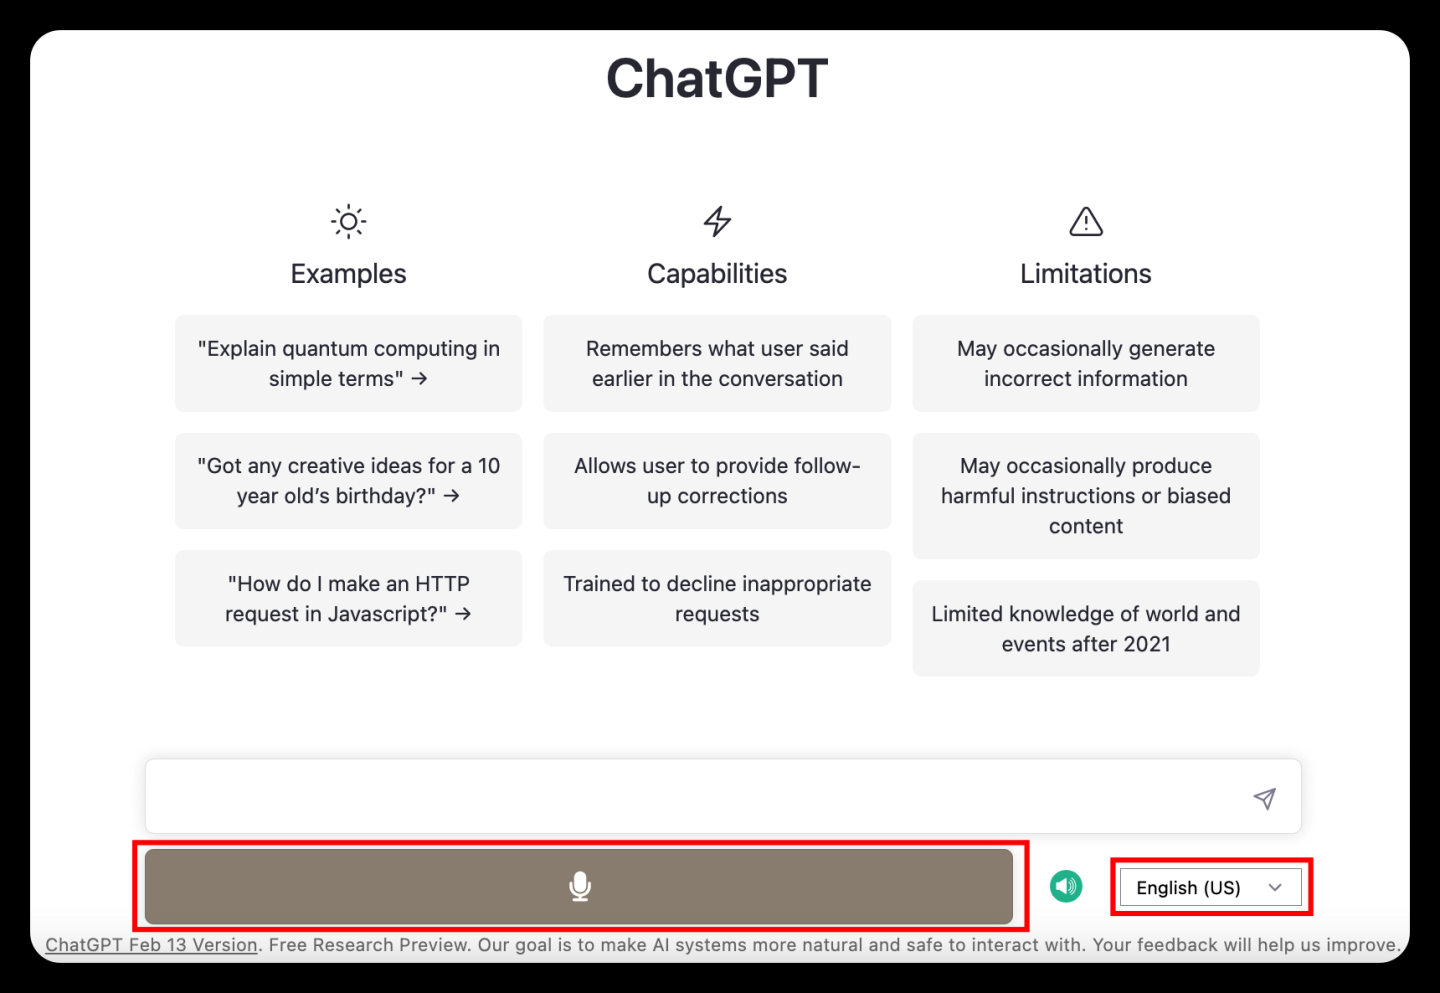 ChatGPT
Examples
"Explain quantum computing in
simple terms" →
"Got any creative ideas for a 10
year old’s birthday?" →
"How do I make an HTTP
request in Javascript?" →
Capabilities
Remembers what user said
earlier in the conversation
Allows user to provide follow-
up corrections
Trained to decline inappropriate
requests
Limitations
May occasionally generate
incorrect information
May occasionally produce
harmful instructions or biased
content
Limited knowledge of world and
events after 2021
English (US)
ChatGPT Feb 13 Version. Free Research Preview. Our goal is to make AI systems more natural and safe to interact with. Your feedback will help us improve.